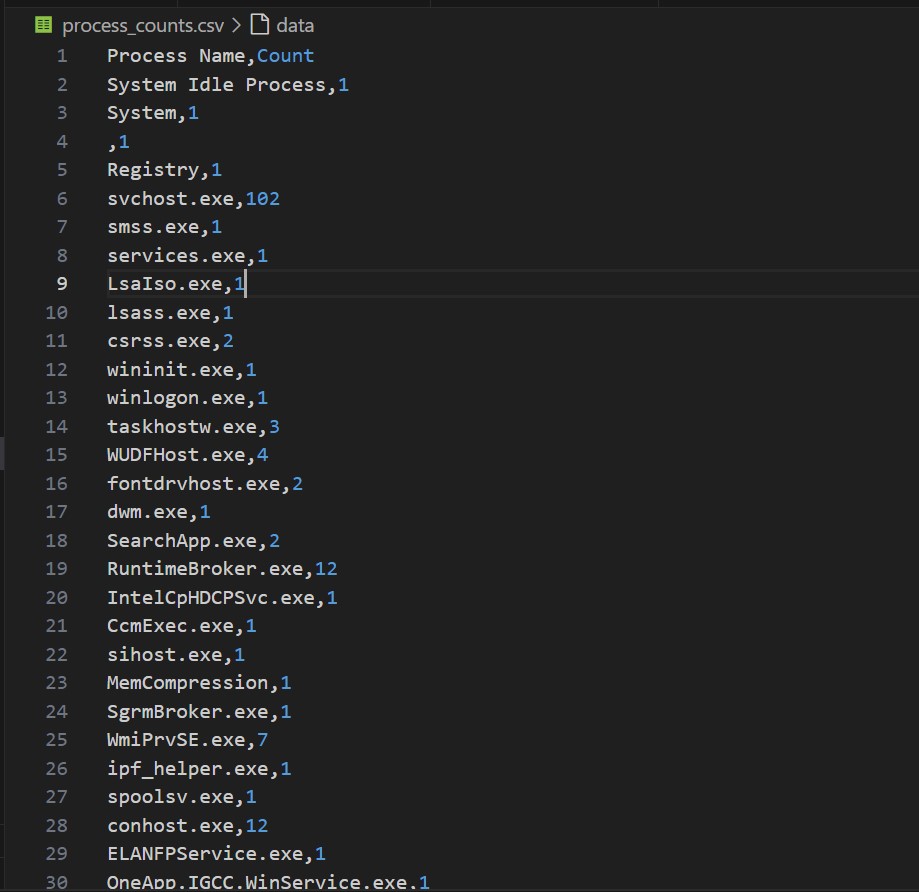 process_counts.csv > data
1 Process Name,Count
2 System Idle Process,1
3 System,1
4 ,1
5 Registry,1
6 svchost.exe,102
7 smss.exe,1
8 services.exe,1
9 LsaIso.exe,1
10 lsass.exe,1
11 csrss.exe,2
12 wininit.exe,1
13 winlogon.exe,1
14 taskhostw.exe,3
15 WUDFHost.exe,4
16 fontdrvhost.exe,2
17 dwm.exe,1
18 SearchApp.exe,2
19 RuntimeBroker.exe,12
20 IntelCpHDCPSvc.exe,1
21 CcmExec.exe,1
22 sihost.exe,1
23 MemCompression,1
24 SgrmBroker.exe,1
25 WmiPrvSE.exe,7
26 ipf_helper.exe,1
27 spoolsv.exe,1
28 conhost.exe,12
29 ELANFPService.exe,1
30 OneApp.IGCC.WinService.exe,1